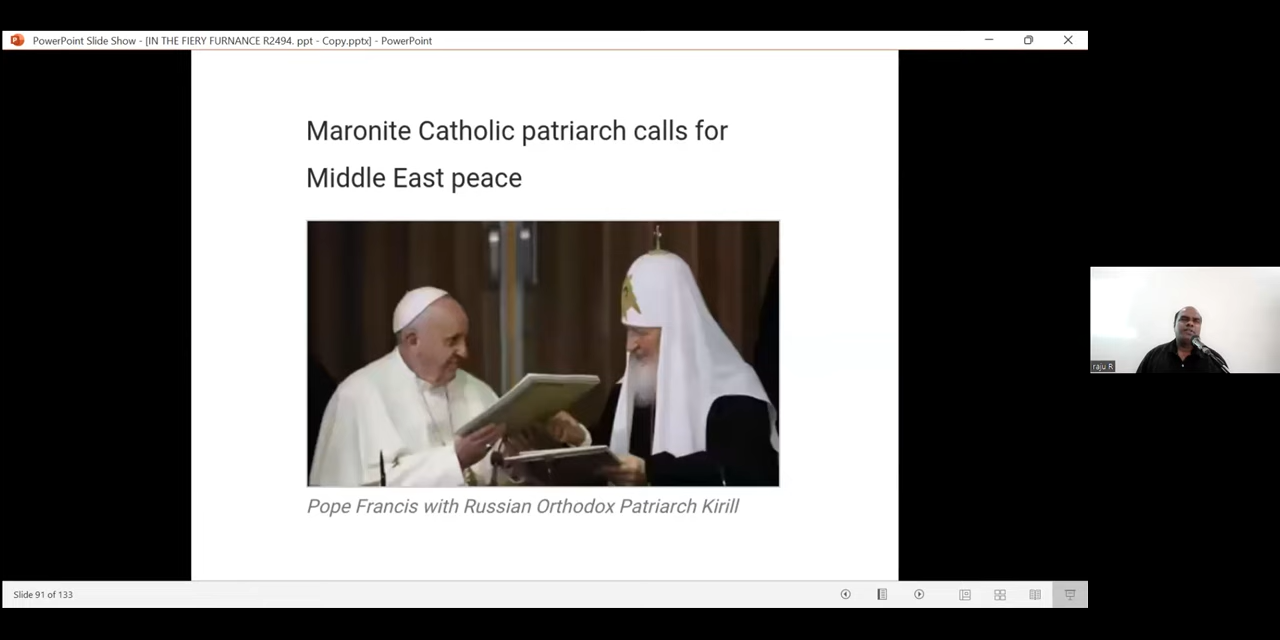 PowerPoint Slide Show - [IN THE FIERY FURNANCE R2494. ppt - Copy.pptx] - PowerPoint
Maronite Catholic patriarch calls for
Middle East peace
Pope Francis with Russian Orthodox Patriarch Kirill
raju R
Slide 91 of 133